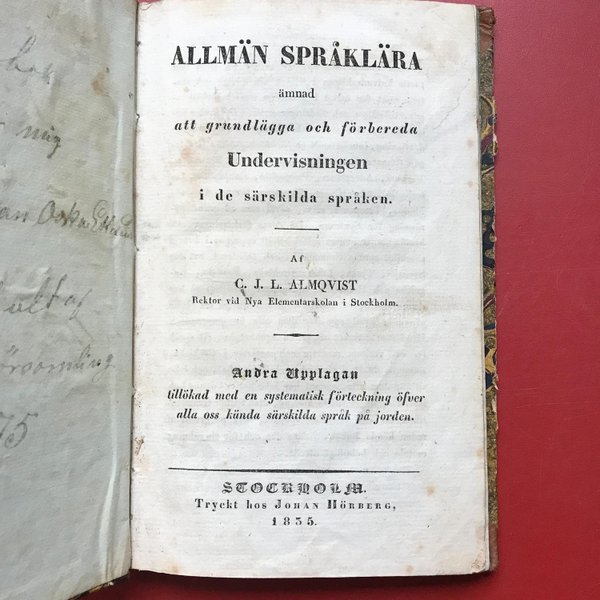 mig
ALLMÄN SPRÅKLÄRA
ämnad
att grundlägga och förbereda
Undervisningen
i de särskilda språken.
Af
C. J. L. ALMQVIST
Rektor vid Nya Elementarskolan i Stockholm.
Andra Upplagan
tillökad med en systematisk förteckning öfver
alla oss kända särskilda språk på jorden.
STOCKHOLM.
Tryckt hos JOHAN HÖRBERG,
1835.